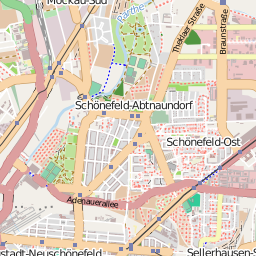 Mockau-Süd
Parthe
Theklaer Straße
Braunstraße
Schönefeld-Abtnaundorf
Schönefeld-Ost
Adenauerallee
stadt-Neuschönefeld
Sellerhausen-S